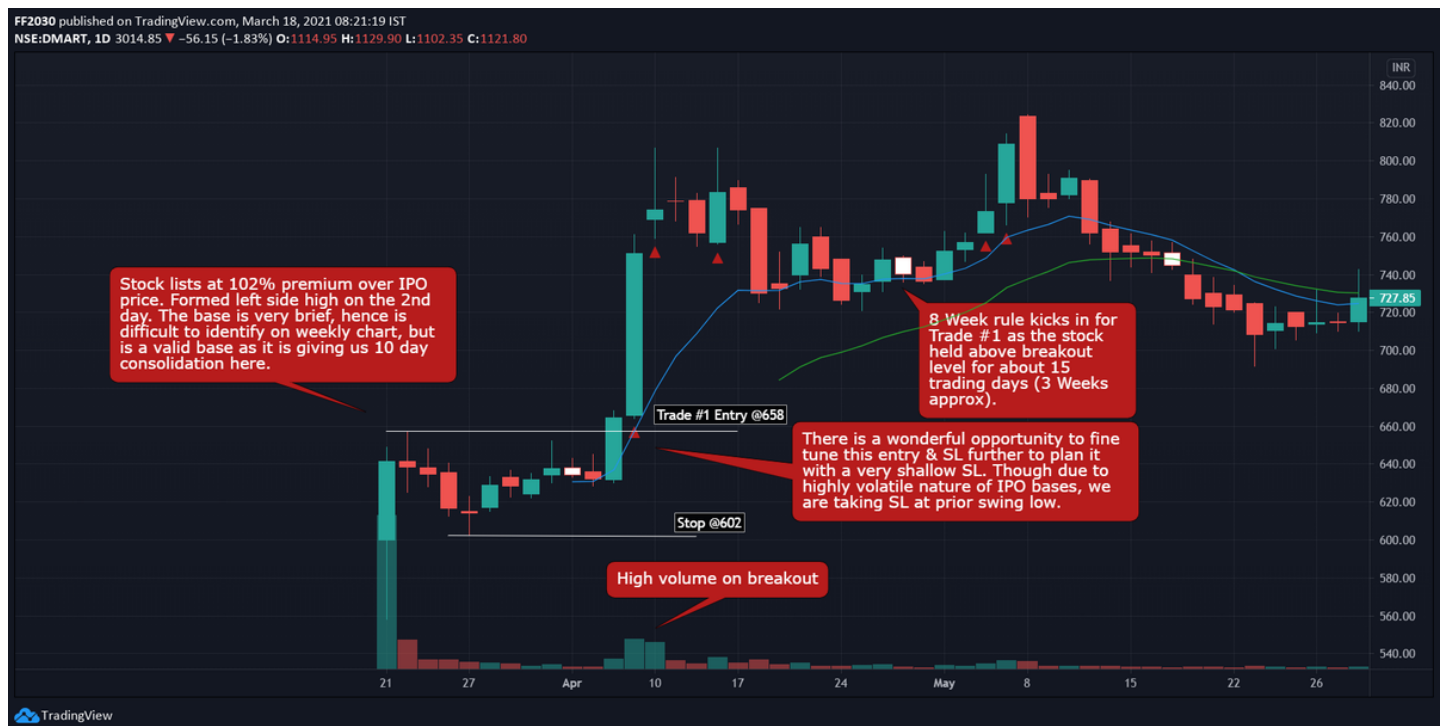 FF2030 published on TradingView.com, March 18, 2021 08:21:19 IST
NSE:DMART, 1D 3014.85 ▼ −56.15 (−1.83%) O:1114.95 H:1129.90 L:1102.35 C:1121.80
INR
840.00
820.00
800.00
780.00
760.00
740.00
727.85
720.00
700.00
680.00
660.00
640.00
620.00
600.00
580.00
560.00
540.00
Stock lists at 102% premium over IPO
price. Formed left side high on the 2nd
day. The base is very brief, hence is
difficult to identify on weekly chart, but
is a valid base as it is giving us 10 day
consolidation here.
8 Week rule kicks in for
Trade #1 as the stock
held above breakout
level for about 15
trading days (3 Weeks
approx).
Trade #1 Entry @658
There is a wonderful opportunity to fine
tune this entry & SL further to plan it
with a very shallow SL. Though due to
highly volatile nature of IPO bases, we
are taking SL at prior swing low.
Stop @602
High volume on breakout
21 27 Apr 10 17 24 May 8 15 22 26
TradingView